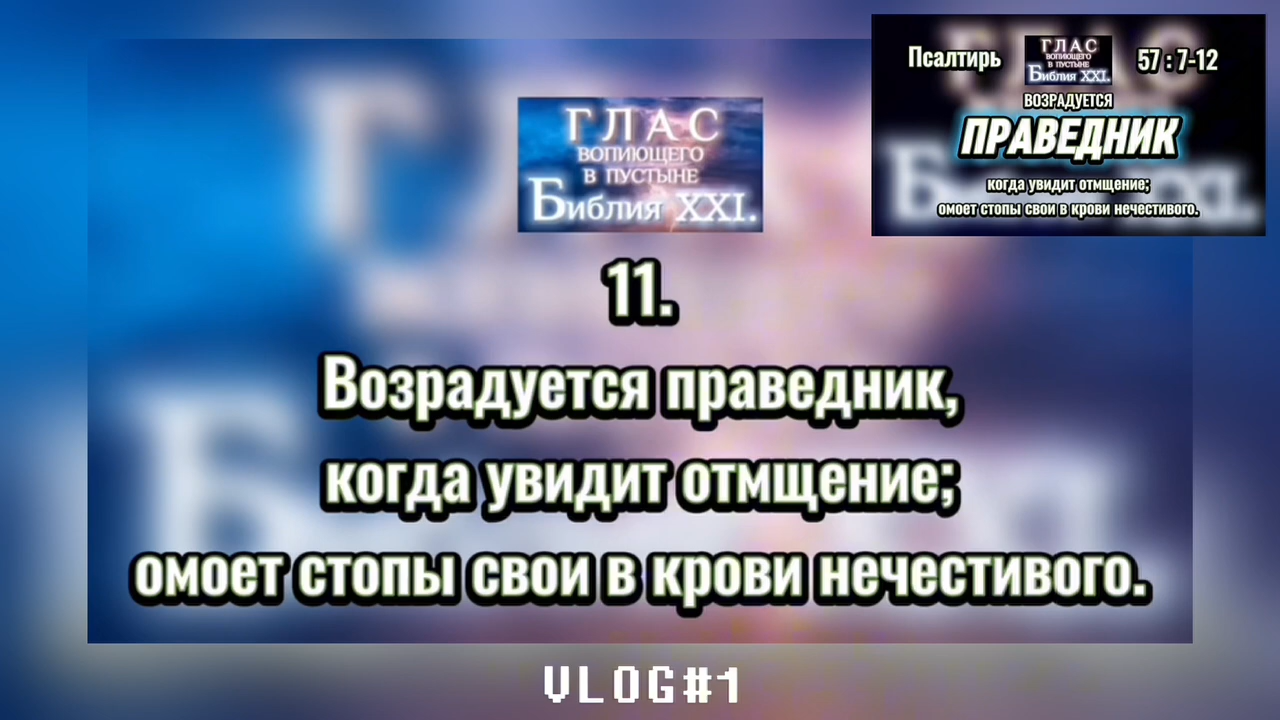 ГЛАС
ВОПИЮЩЕГО
В ПУСТЫНЕ
Библия XXI.
11.
Возрадуется праведник,
когда увидит отмщение;
омоет стопы свои в крови нечестивого.
VLOG#1
Псалтирь
ГЛАС
ВОПИЮЩЕГО
В ПУСТЫНЕ
Библия XXI.
57 : 7-12
ВОЗРАДУЕТСЯ
ПРАВЕДНИК
когда увидит отмщение;
омоет стопы свои в крови нечестивого.